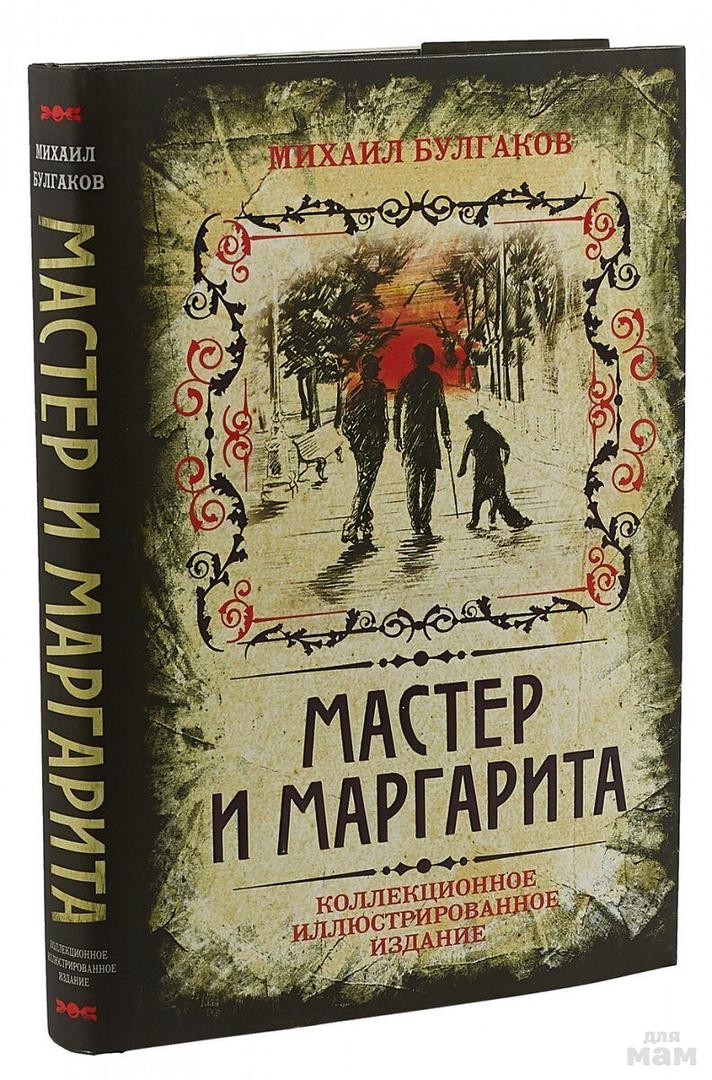 МИХАИЛ
БУЛГАКОВ
МАСТЕР И МАРГАРИТА
КОЛЛЕКЦИОННОЕ
ИЛЛЮСТРИРОВАННОЕ
ИЗДАНИЕ
МИХАИЛ БУЛГАКОВ
МАСТЕР
И МАРГАРИТА
КОЛЛЕКЦИОННОЕ
ИЛЛЮСТРИРОВАННОЕ
ИЗДАНИЕ
для
мам